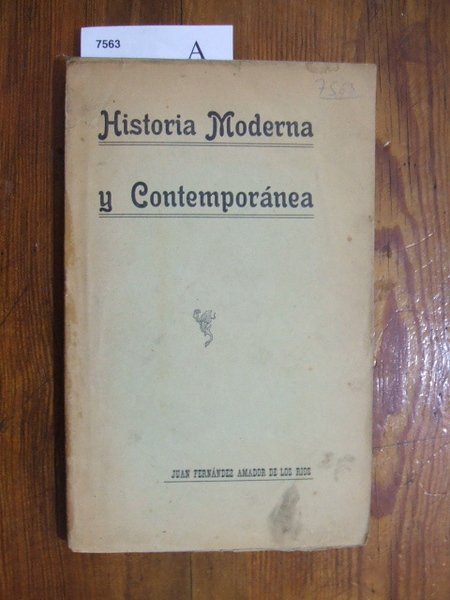 7563
A
7563
Historia Moderna
y Contemporánea
JUAN FERNÁNDEZ AMADOR DE LOS RIOS